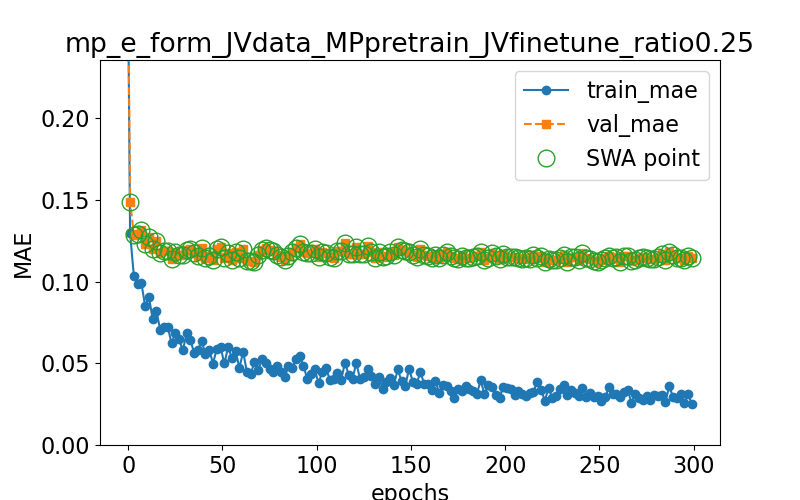 mp_e_form_JVdata_MPpretrain_JVfinetune_ratio0.25
train_mae
val_mae
SWA point
MAE
0.20
0.15
0.10
0.05
0.00
0 50 100 150 200 250 300
epochs